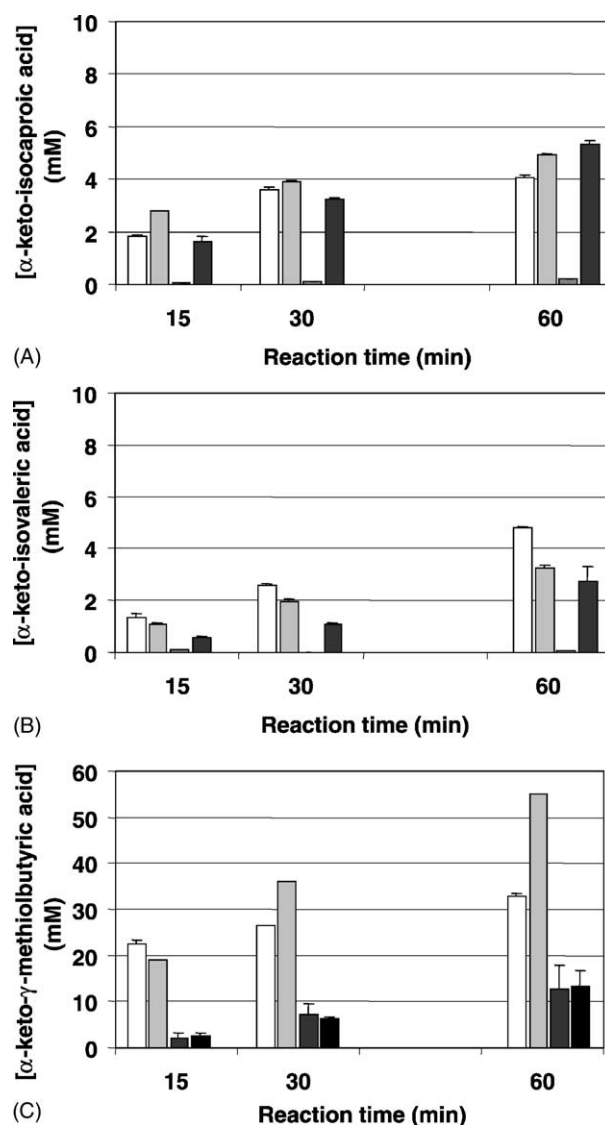 [α-keto-isocaproic acid]
(mM)
10
8
6
4
2
0
15 30 60
(A)
Reaction time (min)
[α-keto-isovaleric acid]
(mM)
10
8
6
4
2
0
15 30 60
(B)
Reaction time (min)
[α-keto-γ-methiolbutyric acid]
(mM)
60
50
40
30
20
10
0
15 30 60
(C)
Reaction time (min)